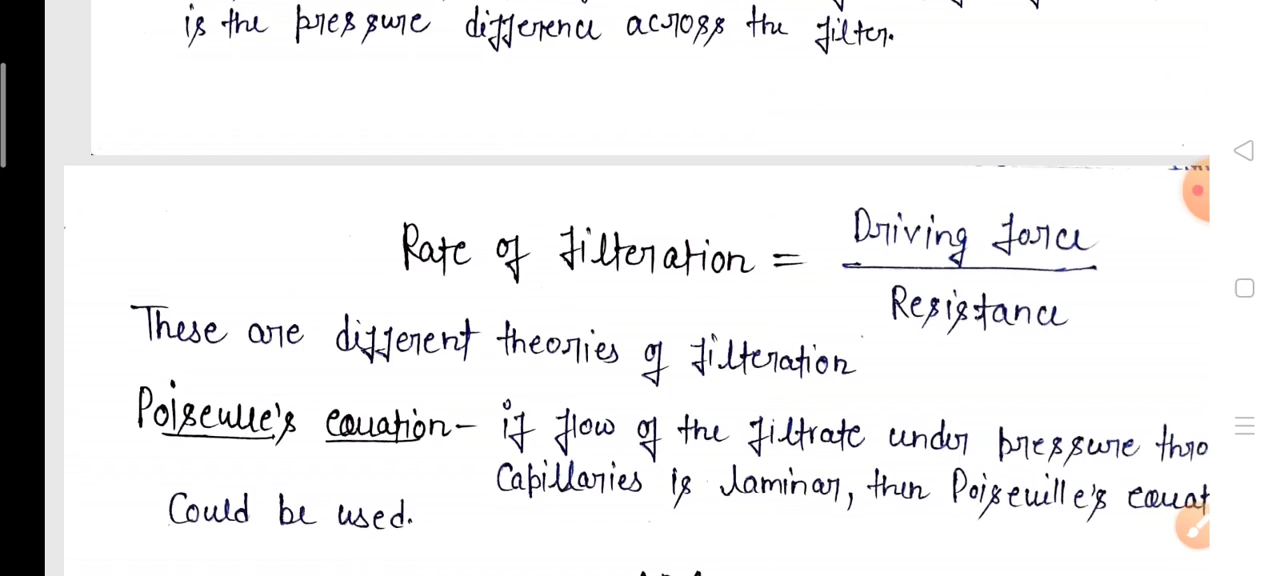 is the pressure difference across the filter.
Rate of filteration = Driving force
Resistance
These are different theories of filteration
Poiseulle's equation- if flow of the filtrate under pressure thro
Capillaries is laminar, then Poiseuille's equat
Could be used.